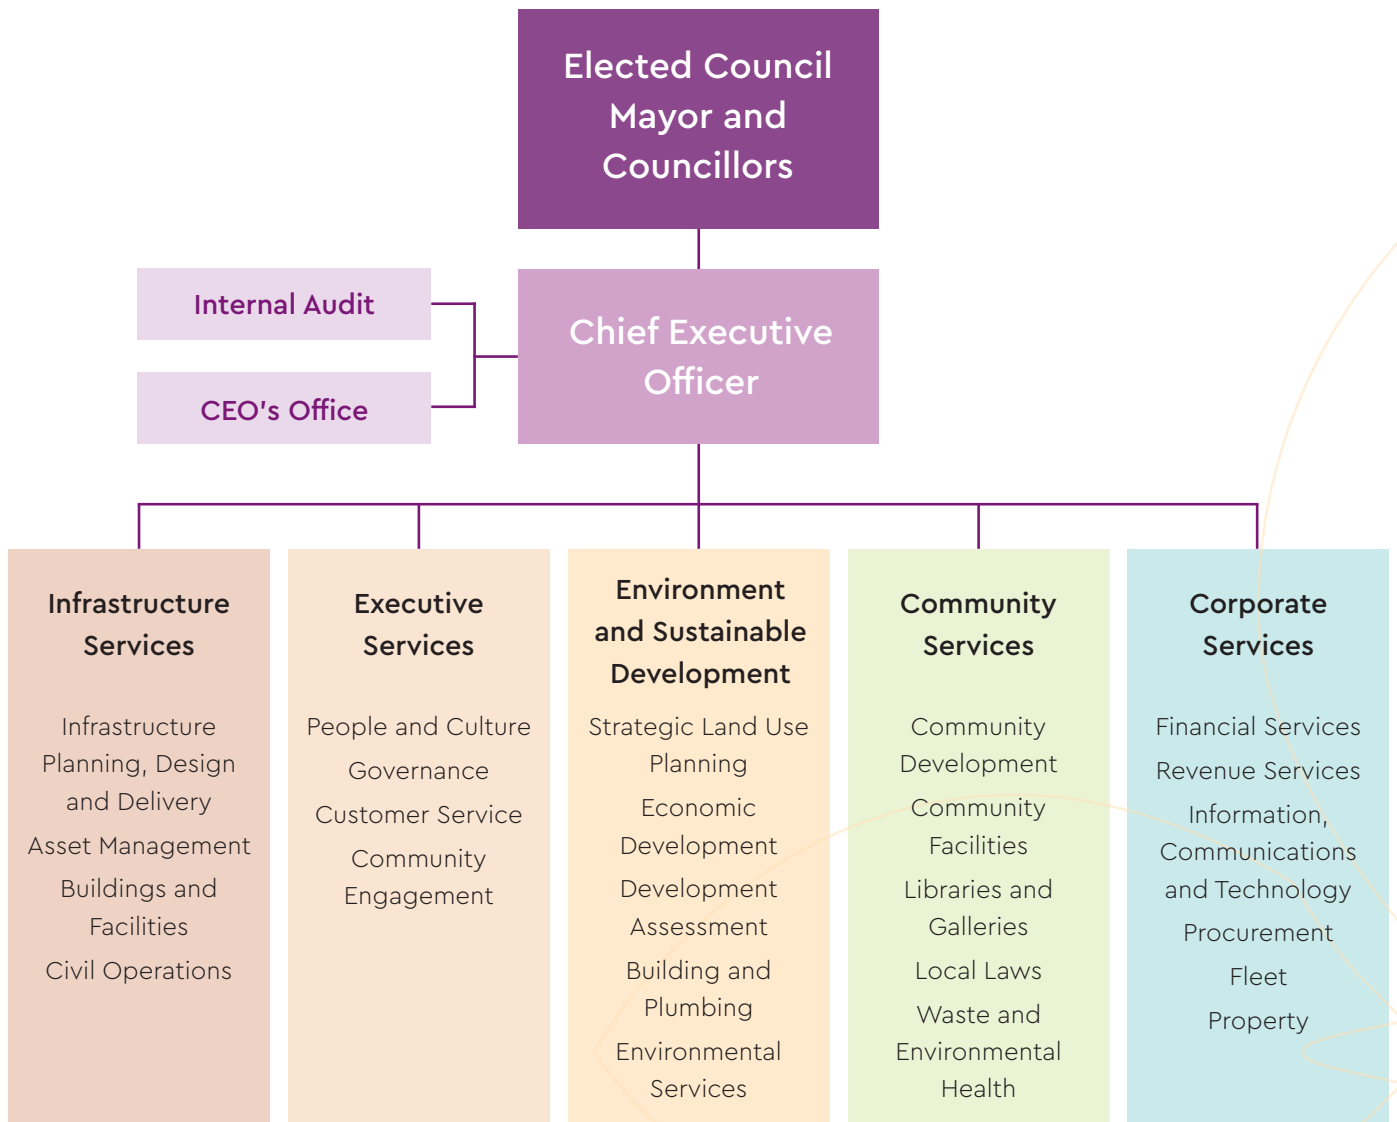 Elected Council
Mayor and
Councillors
Internal Audit
CEO's Office
Chief Executive
Officer
Infrastructure
Services
Infrastructure
Planning, Design
and Delivery
Asset Management
Buildings and
Facilities
Civil Operations
Executive
Services
People and Culture
Governance
Customer Service
Community
Engagement
Environment
and Sustainable
Development
Strategic Land Use
Planning
Economic
Development
Development
Assessment
Building and
Plumbing
Environmental
Services
Community
Services
Community
Development
Community
Facilities
Libraries and
Galleries
Local Laws
Waste and
Environmental
Health
Corporate
Services
Financial Services
Revenue Services
Information,
Communications
and Technology
Procurement
Fleet
Property